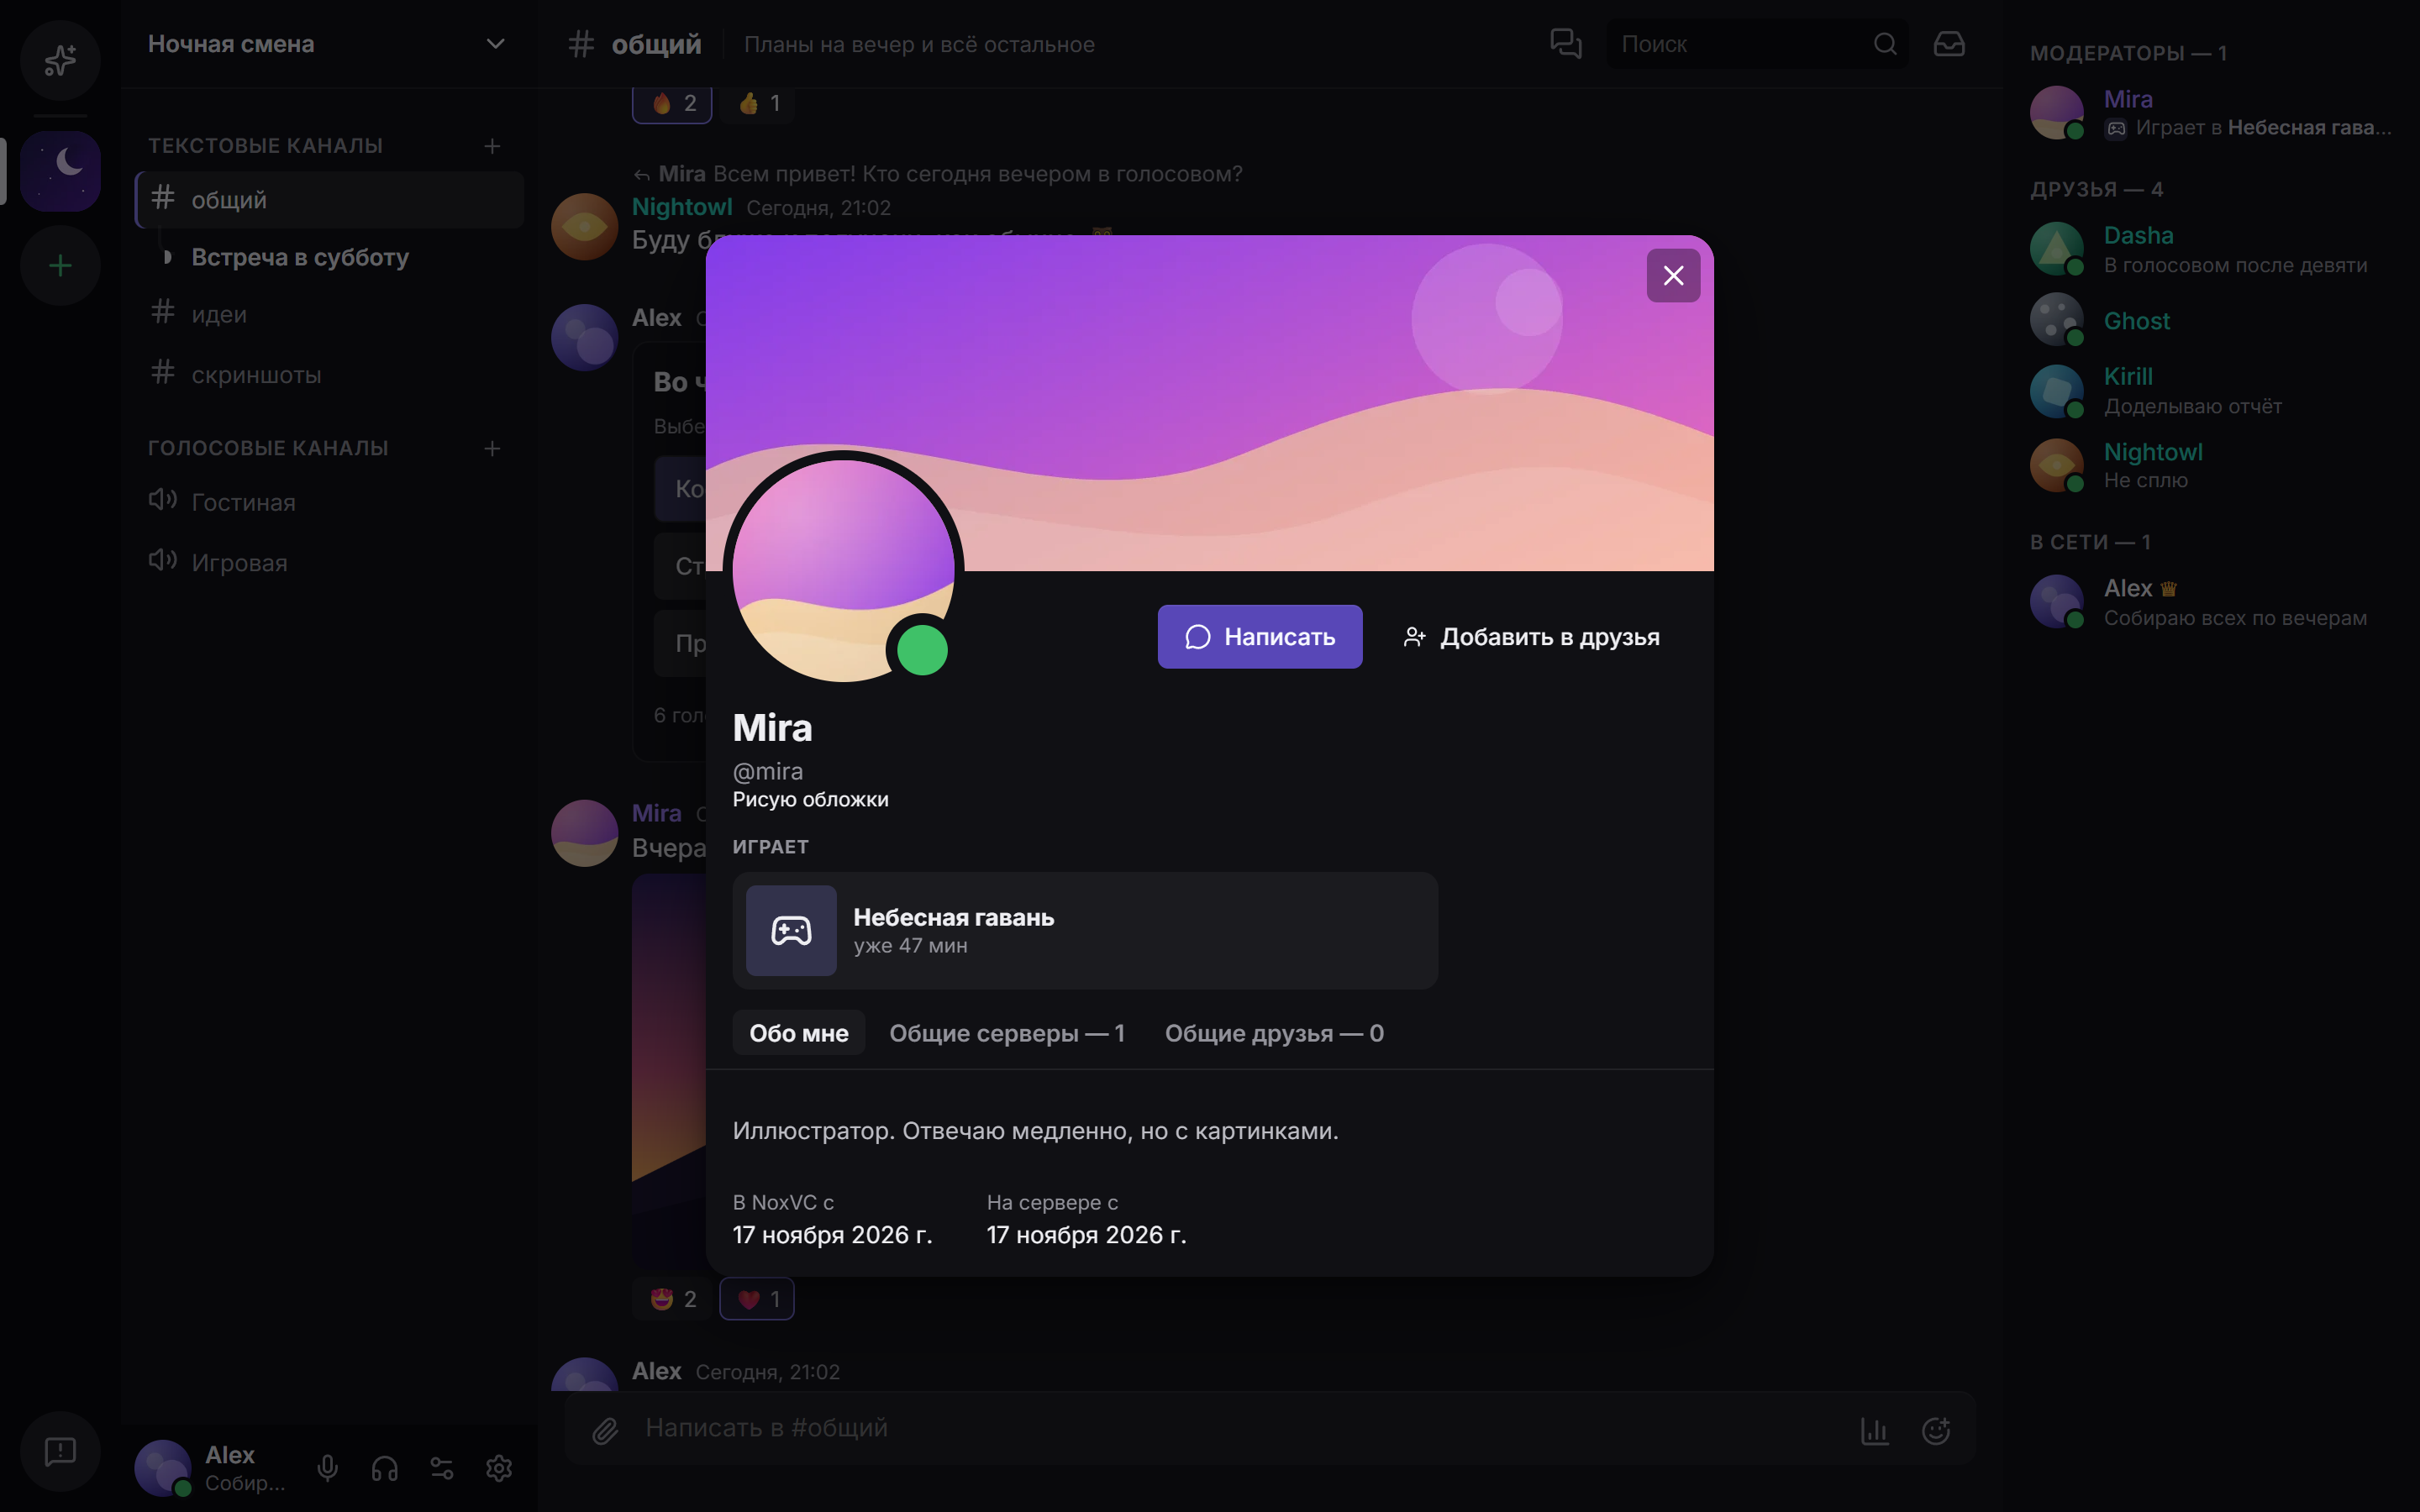 Ночная смена
ТЕКСТОВЫЕ КАНАЛЫ
общий
Встреча в субботу
идеи
скриншоты
ГОЛОСОВЫЕ КАНАЛЫ
Гостиная
Игровая
Alex
Собир...
# общий
Планы на вечер и всё остальное
Поиск
🔥 2 👍 1
Mira Всем привет! Кто сегодня вечером в голосовом?
Nightowl Сегодня, 21:02
Буду
Alex
Во
6
Mira
Вчера
😍 2 ❤️ 1
Alex Сегодня, 21:02
Написать в #общий
Написать
Добавить в друзья
Mira
@mira
Рисую обложки
ИГРАЕТ
Небесная гавань
уже 47 мин
Обо мне
Общие серверы — 1
Общие друзья — 0
Иллюстратор. Отвечаю медленно, но с картинками.
В NoxVC с
17 ноября 2026 г.
На сервере с
17 ноября 2026 г.
МОДЕРАТОРЫ — 1
Mira
Играет в Небесная гава...
ДРУЗЬЯ — 4
Dasha
В голосовом после девяти
Ghost
Kirill
Доделываю отчёт
Nightowl
Не сплю
В СЕТИ — 1
Alex
Собираю всех по вечерам